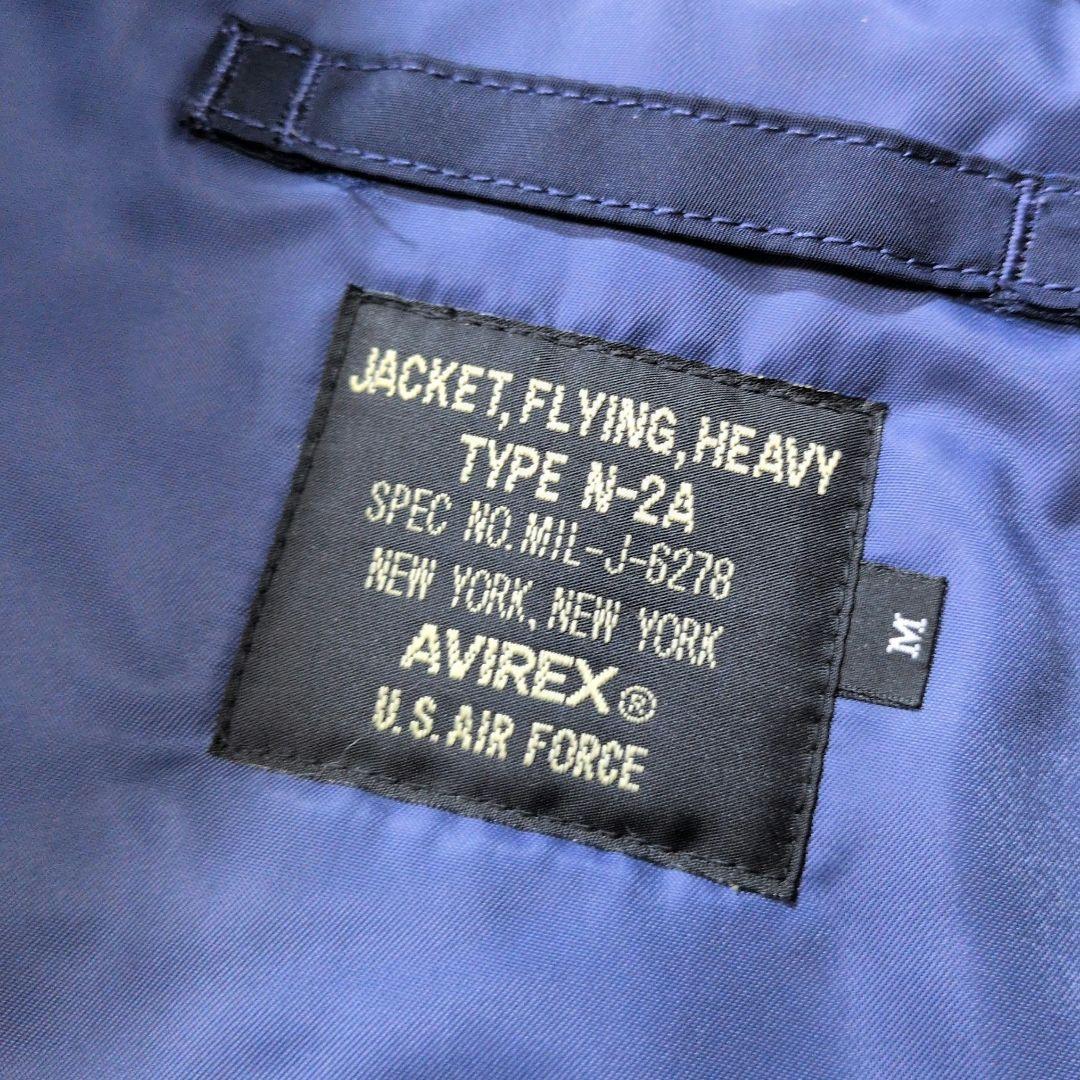 JACKET, FLYING, HEAVY
TYPE N-2A
SPEC NO. MIL-J-6278
NEW YORK, NEW YORK
AVIREX®
U.S. AIR FORCE
M